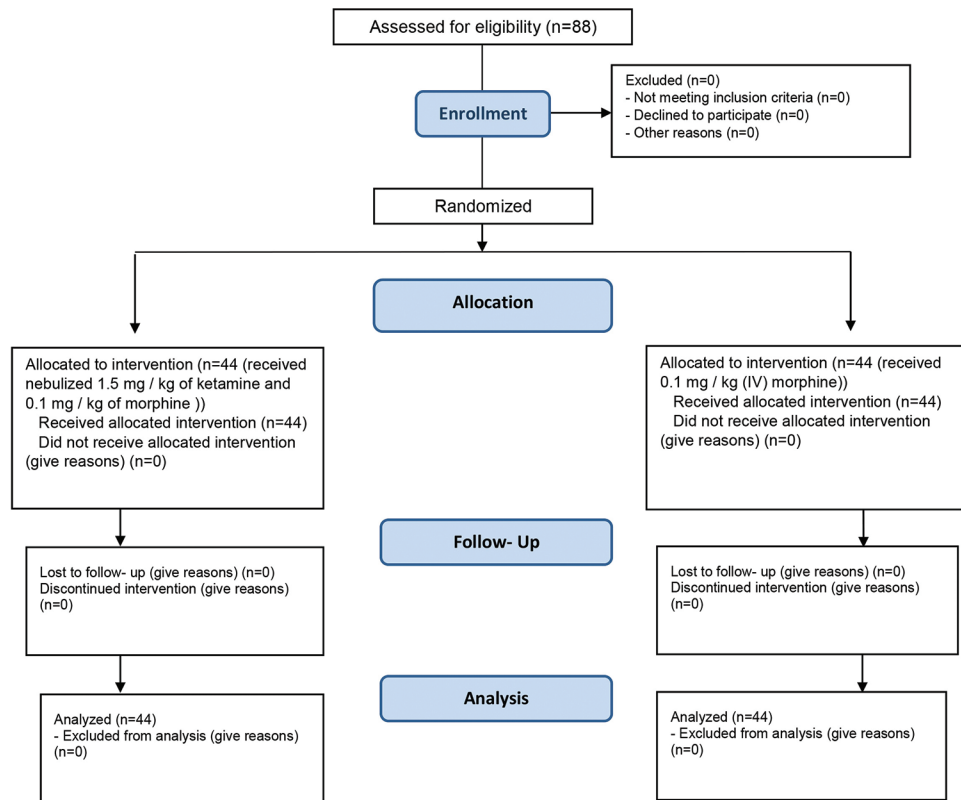 Assessed for eligibility (n=88)
Excluded (n=0)
- Not meeting inclusion criteria (n=0)
- Declined to participate (n=0)
- Other reasons (n=0)
Enrollment
Randomized
Allocation
Allocated to intervention (n=44 (received
nebulized 1.5 mg / kg of ketamine and
0.1 mg / kg of morphine ))
Received allocated intervention (n=44)
Did not receive allocated intervention
(give reasons) (n=0)
Allocated to intervention (n=44 (received
0.1 mg / kg (IV) morphine))
Received allocated intervention (n=44)
Did not receive allocated intervention
(give reasons) (n=0)
Follow- Up
Lost to follow- up (give reasons) (n=0)
Discontinued intervention (give reasons)
(n=0)
Lost to follow- up (give reasons) (n=0)
Discontinued intervention (give reasons)
(n=0)
Analysis
Analyzed (n=44)
- Excluded from analysis (give reasons)
(n=0)
Analyzed (n=44)
- Excluded from analysis (give reasons)
(n=0)